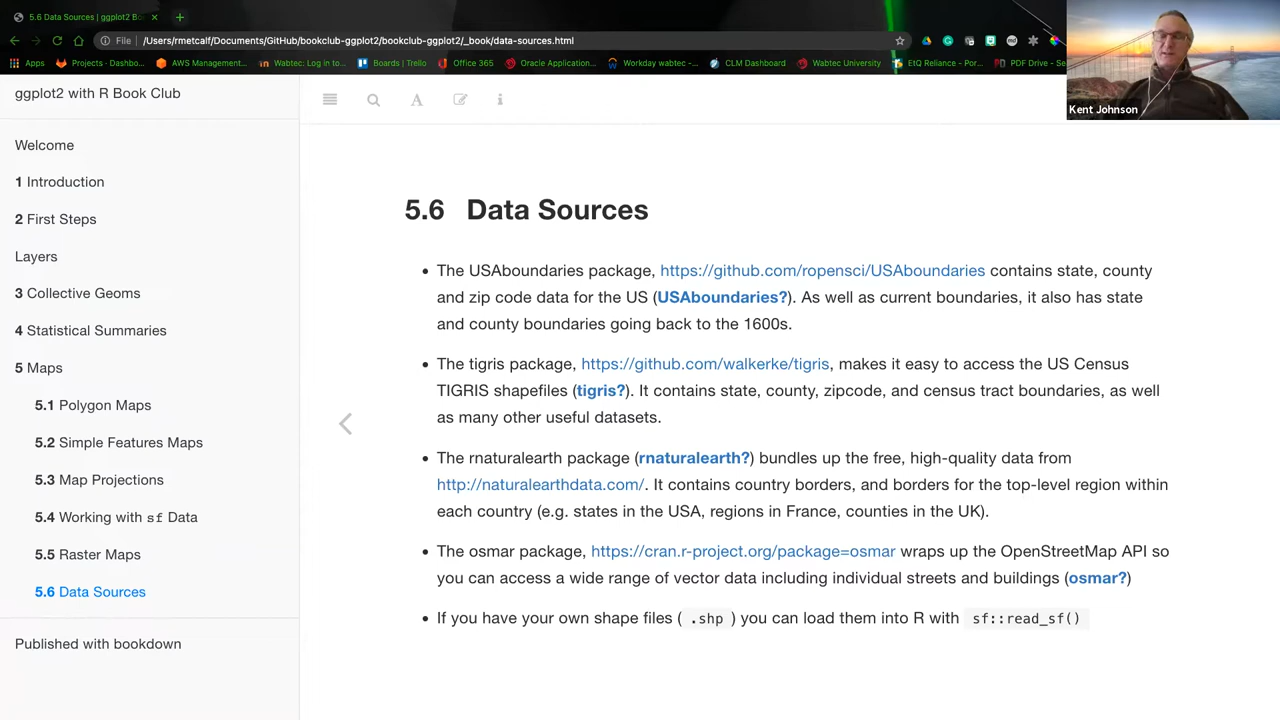 5.6 Data Sources | ggplot2 Bo
File | /Users/rmetcalf/Documents/GitHub/bookclub-ggplot2/bookclub-ggplot2/_book/data-sources.html
Apps Projects - Dashbo... AWS Management... Wabtec: Log in to... Boards | Trello Office 365 Oracle Application... Workday wabtec -... CLM Dashboard Wabtec University EtQ Reliance - Por... PDF Drive - Se
Kent Johnson
ggplot2 with R Book Club
Welcome
1 Introduction
2 First Steps
Layers
3 Collective Geoms
4 Statistical Summaries
5 Maps
5.1 Polygon Maps
5.2 Simple Features Maps
5.3 Map Projections
5.4 Working with sf Data
5.5 Raster Maps
5.6 Data Sources
Published with bookdown
5.6 Data Sources
• The USAboundaries package, https://github.com/ropensci/USAboundaries contains state, county
and zip code data for the US (USAboundaries?). As well as current boundaries, it also has state
and county boundaries going back to the 1600s.
• The tigris package, https://github.com/walkerke/tigris, makes it easy to access the US Census
TIGRIS shapefiles (tigris?). It contains state, county, zipcode, and census tract boundaries, as well
as many other useful datasets.
• The rnaturalearth package (rnaturalearth?) bundles up the free, high-quality data from
http://naturalearthdata.com/. It contains country borders, and borders for the top-level region within
each country (e.g. states in the USA, regions in France, counties in the UK).
• The osmar package, https://cran.r-project.org/package=osmar wraps up the OpenStreetMap API so
you can access a wide range of vector data including individual streets and buildings (osmar?)
• If you have your own shape files ( .shp ) you can load them into R with sf::read_sf()